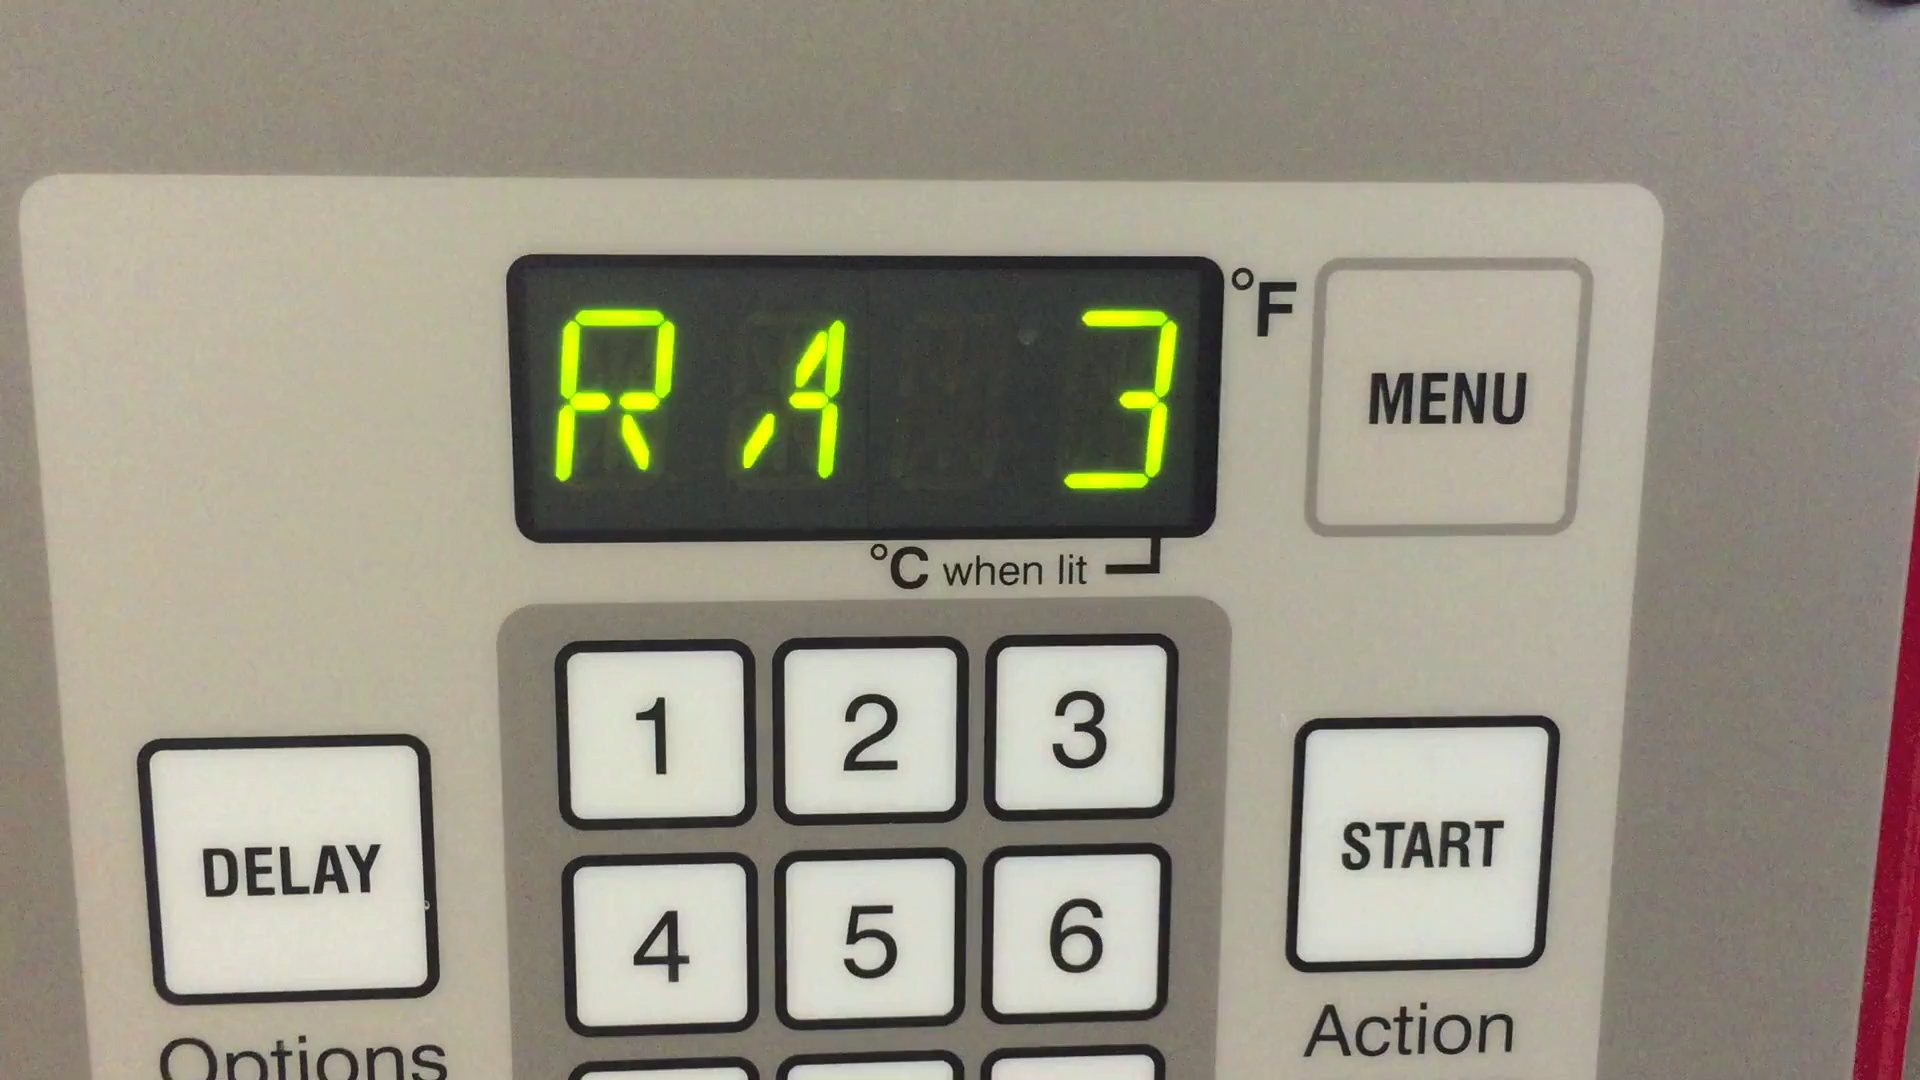 RA 3
°F
MENU
°C when lit
1 2 3
DELAY
START
4 5 6
Options
Action